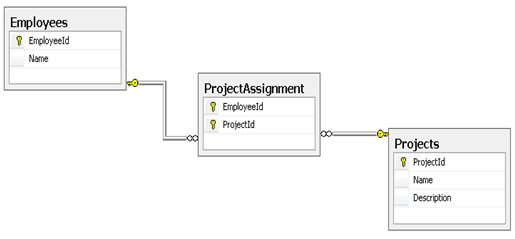 Employees
EmployeeId
Name
ProjectAssignment
EmployeeId
ProjectId
Projects
ProjectId
Name
Description